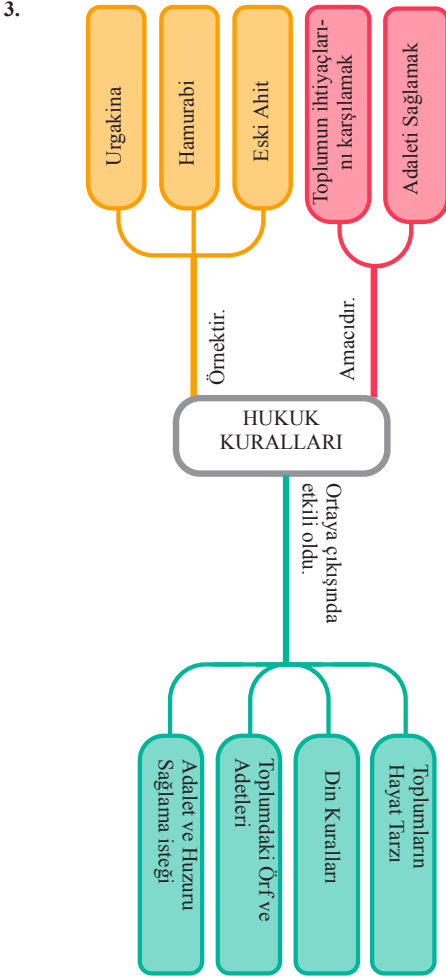 3.
Urgakina
Hamurabi
Eski Ahit
Toplumun ihtiyaçları-
nı karşılamak
Adaleti Sağlamak
Örnektir.
Amacıdır.
HUKUK
KURALLARI
Ortaya çıkışında
etkili oldu.
Adalet ve Huzuru
Sağlama isteği
Toplumdaki Örf ve
Adetleri
Din Kuralları
Toplumların
Hayat Tarzı